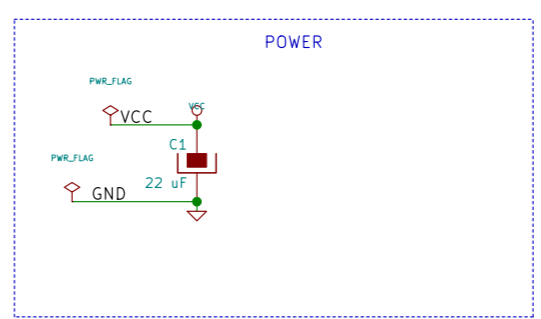 POWER
PWR_FLAG
VCC
VCC
C1
PWR_FLAG
22 uF
GND